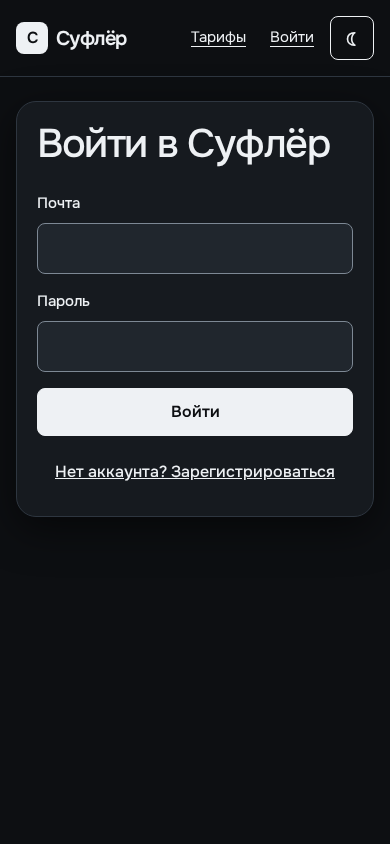 С Суфлёр Тарифы Войти
Войти в Суфлёр
Почта
Пароль
Войти
Нет аккаунта? Зарегистрироваться